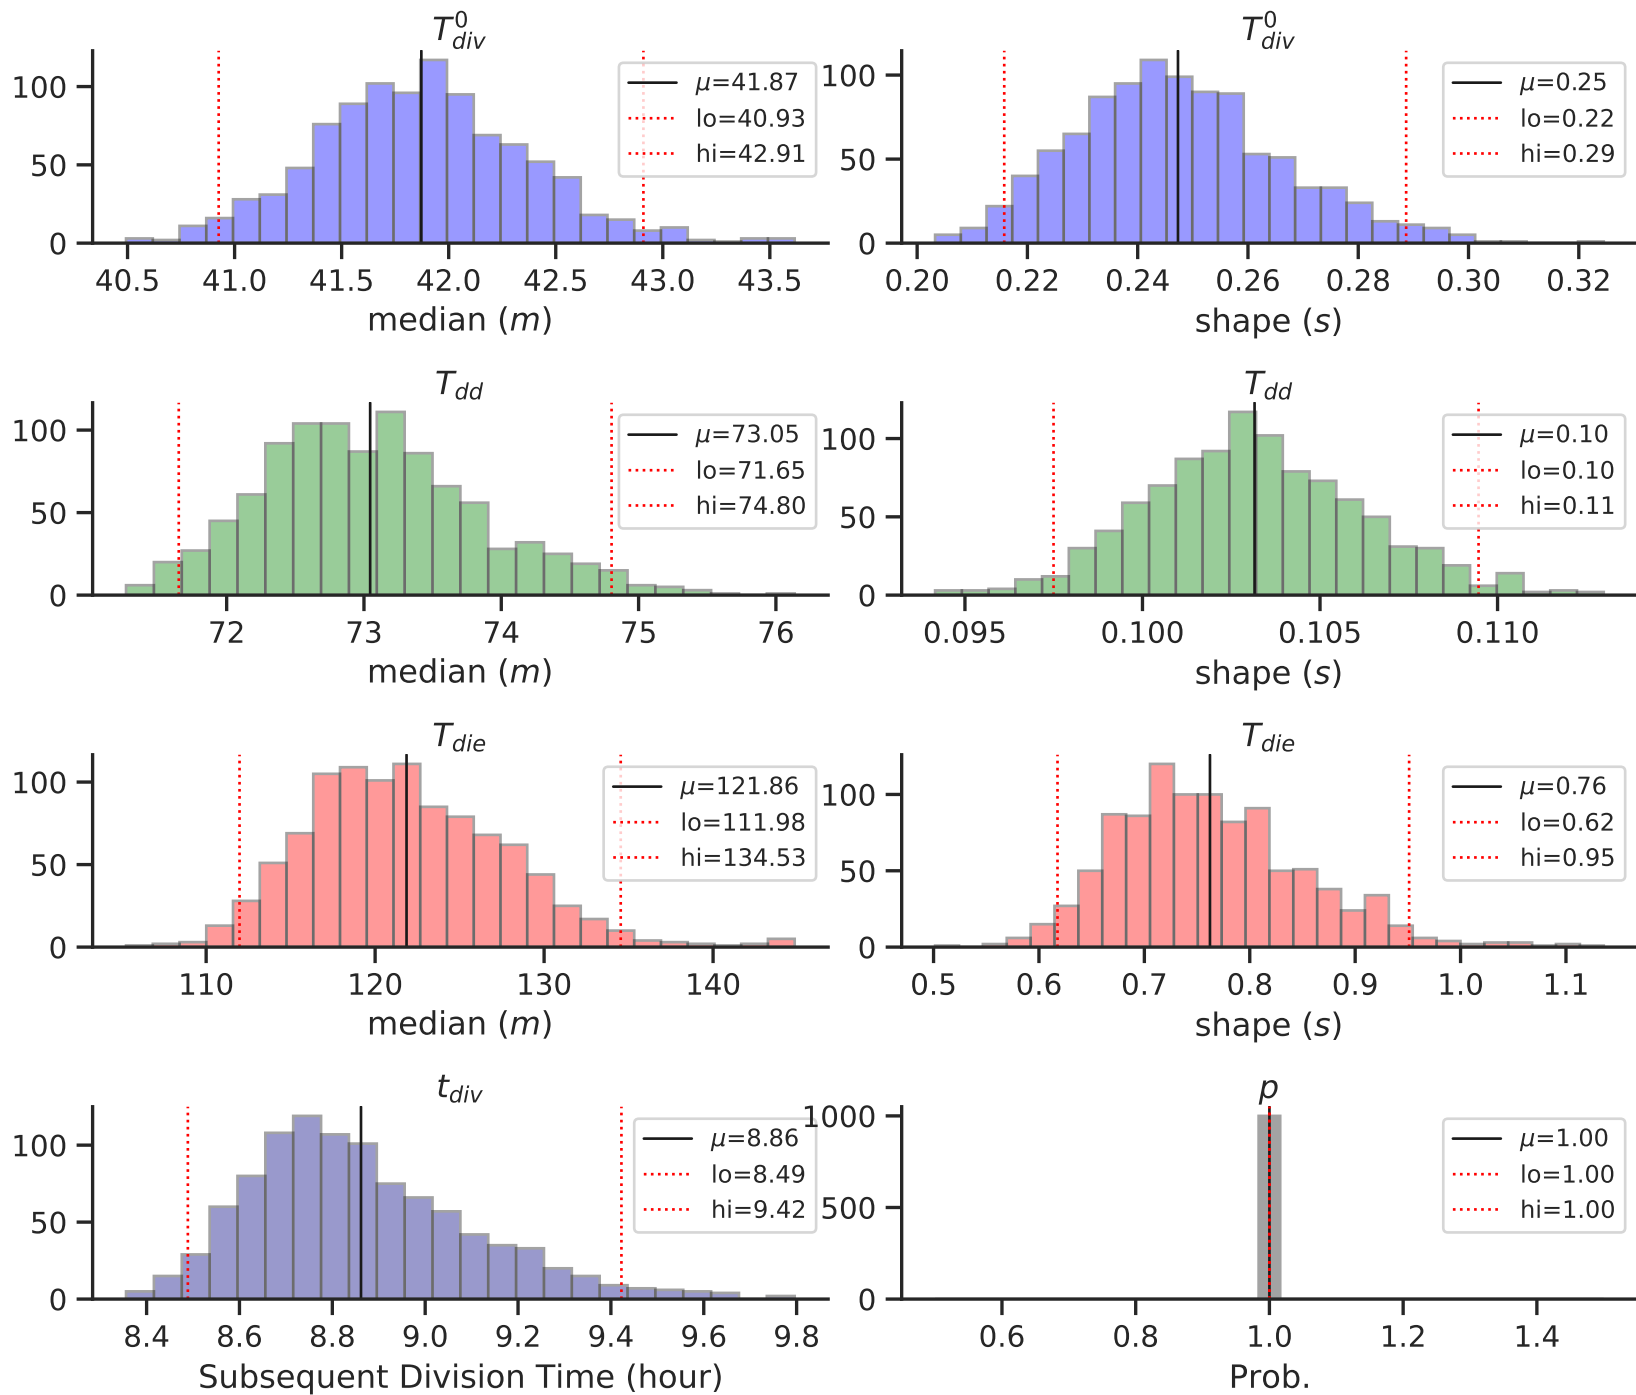 T⁰div
100
50
0
μ=41.87
lo=40.93
hi=42.91
40.5 41.0 41.5 42.0 42.5 43.0 43.5
median (m)
T⁰div
100
50
0
μ=0.25
lo=0.22
hi=0.29
0.20 0.22 0.24 0.26 0.28 0.30 0.32
shape (s)
Tdd
100
50
0
μ=73.05
lo=71.65
hi=74.80
72 73 74 75 76
median (m)
Tdd
100
50
0
μ=0.10
lo=0.10
hi=0.11
0.095 0.100 0.105 0.110
shape (s)
Tdie
100
50
0
μ=121.86
lo=111.98
hi=134.53
110 120 130 140
median (m)
Tdie
100
50
0
μ=0.76
lo=0.62
hi=0.95
0.5 0.6 0.7 0.8 0.9 1.0 1.1
shape (s)
tdiv
100
50
0
μ=8.86
lo=8.49
hi=9.42
8.4 8.6 8.8 9.0 9.2 9.4 9.6 9.8
Subsequent Division Time (hour)
p
1000
500
0
μ=1.00
lo=1.00
hi=1.00
0.6 0.8 1.0 1.2 1.4
Prob.